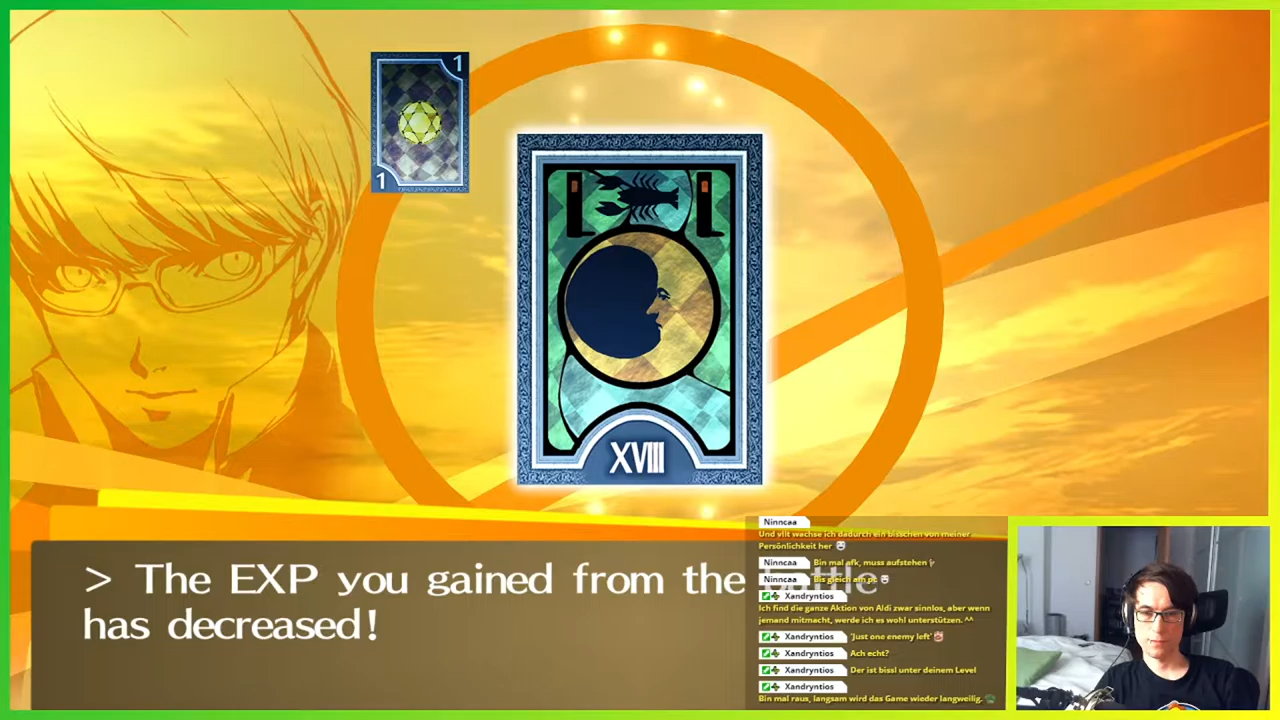 1
1
XVIII
> The EXP you gained from the battle
has decreased!
Ninncaa
Und vllt wachse ich dadurch ein bisschen von meiner
Persönlichkeit her
Ninncaa Bin mal afk, muss aufstehen
Ninncaa Bis gleich am pc
Xandryntios
Ich find die ganze Aktion von Aldi zwar sinnlos, aber wenn
jemand mitmacht, werde ich es wohl unterstützen. ^^
Xandryntios 'Just one enemy left'
Xandryntios Ach echt?
Xandryntios Der ist bissl unter deinem Level
Xandryntios
Bin mal raus, langsam wird das Game wieder langweilig.